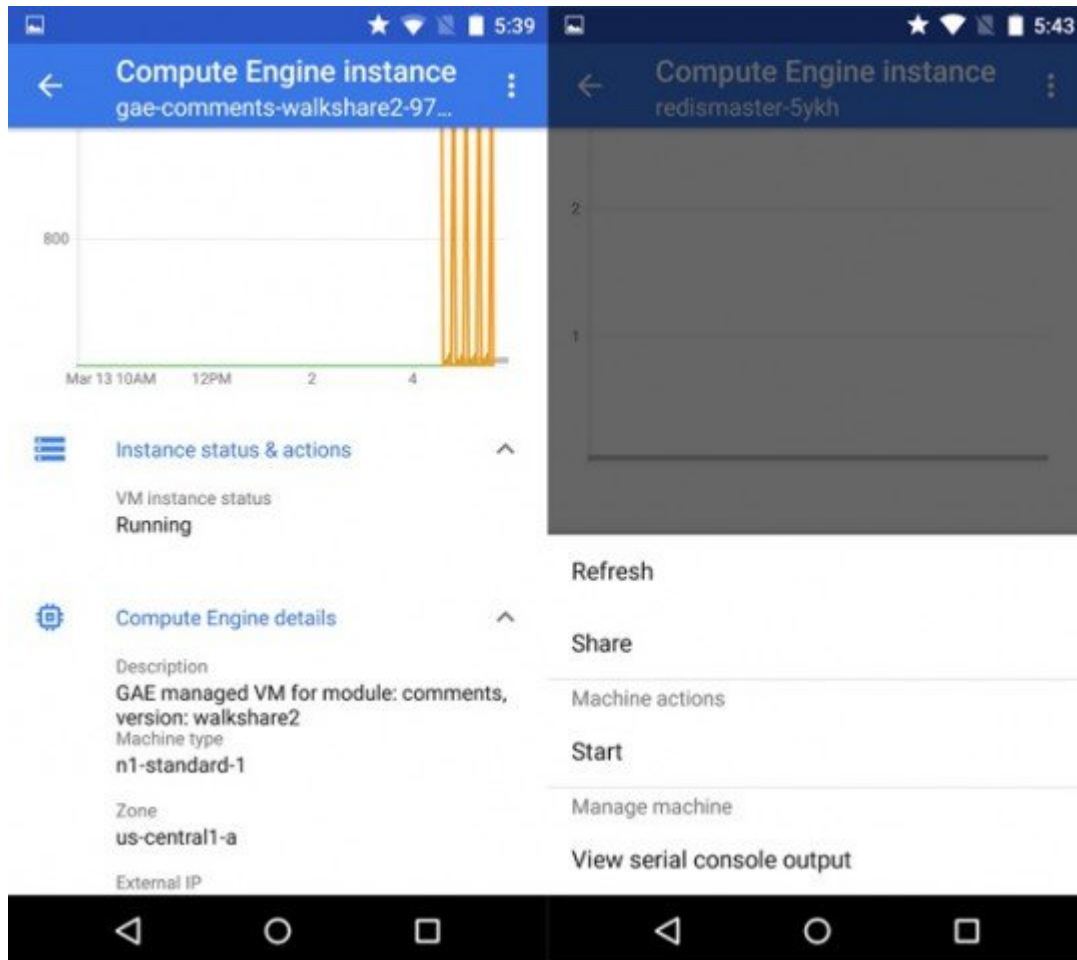 5:39
Compute Engine instance
gae-comments-walkshare2-97...
800
Mar 13 10AM 12PM 2 4
Instance status & actions
VM instance status
Running
Compute Engine details
Description
GAE managed VM for module: comments,
version: walkshare2
Machine type
n1-standard-1
Zone
us-central1-a
External IP
5:43
Compute Engine instance
redismaster-5ykh
2
1
Refresh
Share
Machine actions
Start
Manage machine
View serial console output